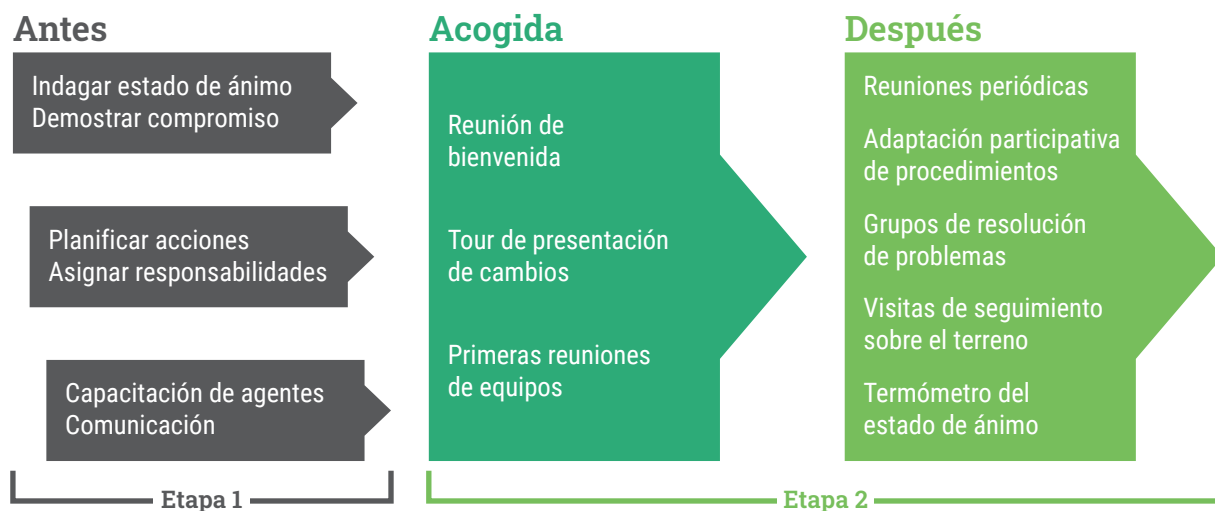 Antes
Indagar estado de ánimo
Demostrar compromiso
Planificar acciones
Asignar responsabilidades
Capacitación de agentes
Comunicación
Etapa 1
Acogida
Reunión de
bienvenida
Tour de presentación
de cambios
Primeras reuniones
de equipos
Después
Reuniones periódicas
Adaptación participativa
de procedimientos
Grupos de resolución
de problemas
Visitas de seguimiento
sobre el terreno
Termómetro del
estado de ánimo
Etapa 2